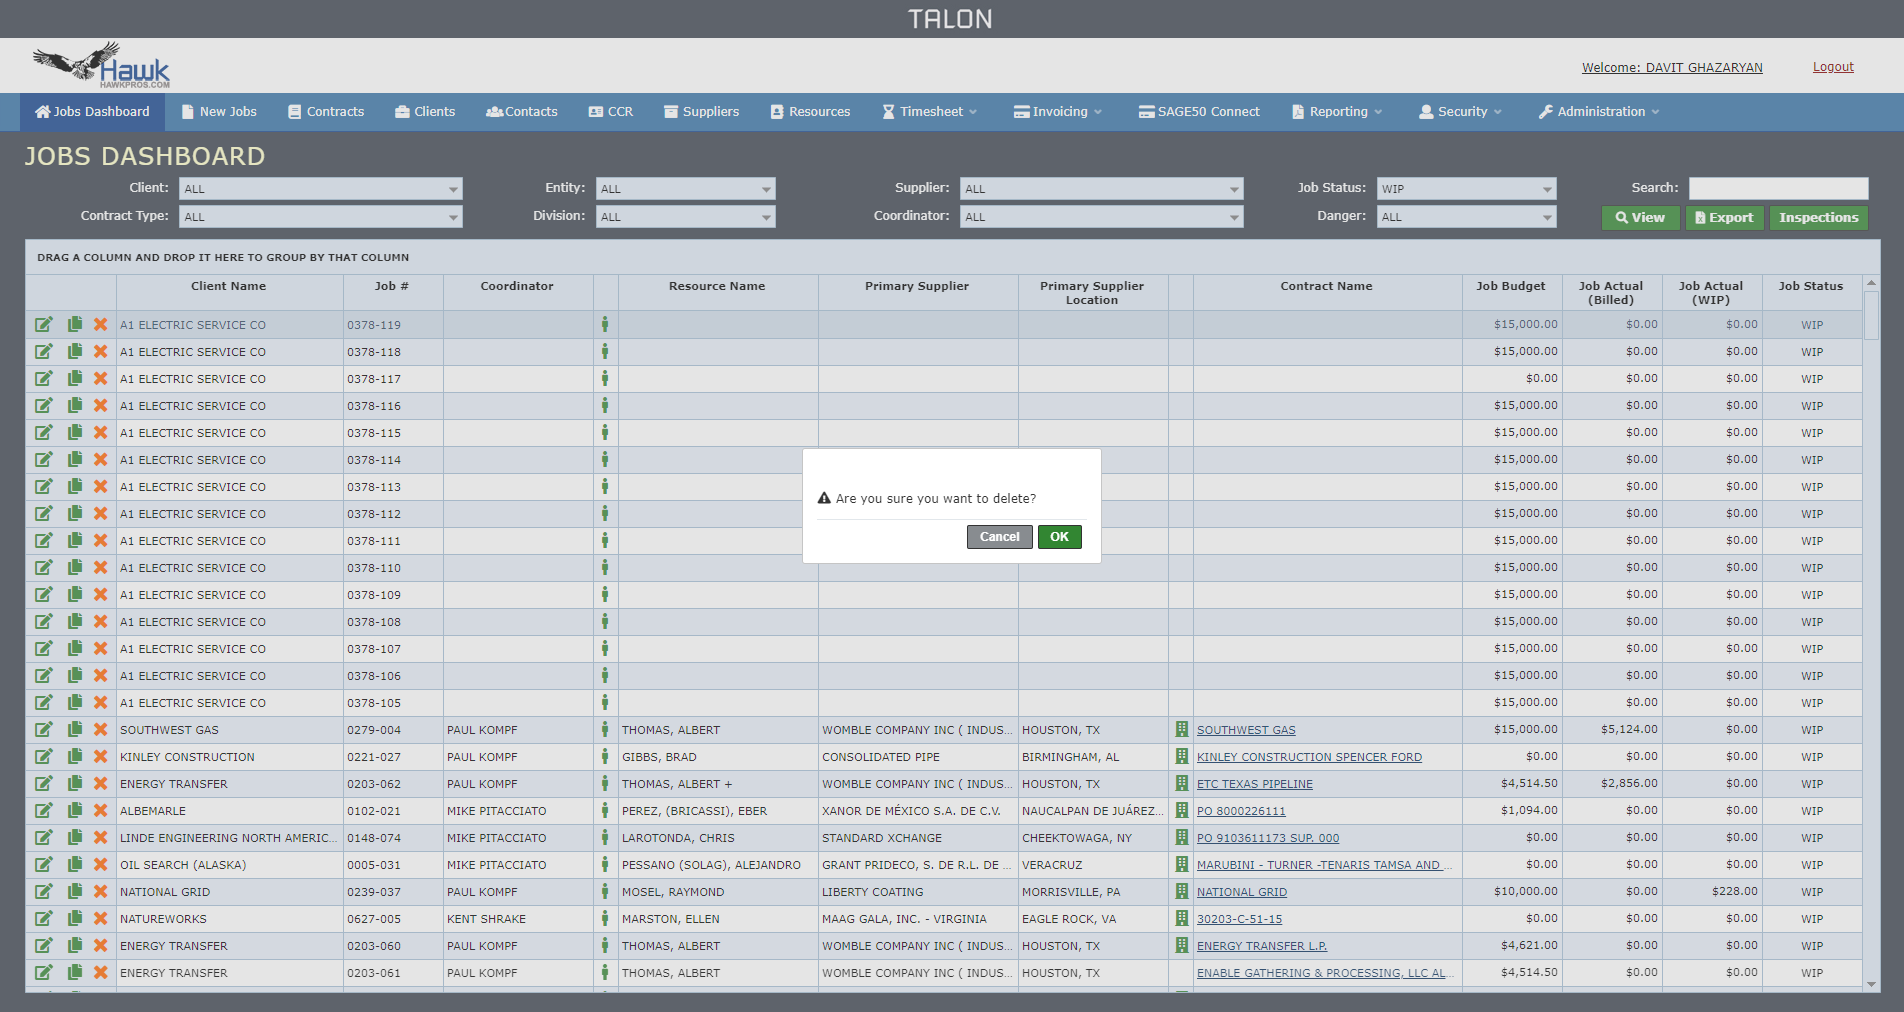 TALON
Hawk
HAWKPROS.COM
Welcome: DAVIT GHAZARYAN Logout
Jobs Dashboard New Jobs Contracts Clients Contacts CCR Suppliers Resources Timesheet Invoicing SAGE50 Connect Reporting Security Administration
JOBS DASHBOARD
Client: ALL Entity: ALL Supplier: ALL Job Status: WIP Search:
Contract Type: ALL Division: ALL Coordinator: ALL Danger: ALL View Export Inspections
DRAG A COLUMN AND DROP IT HERE TO GROUP BY THAT COLUMN
Client Name Job # Coordinator Resource Name Primary Supplier Primary Supplier Location Contract Name Job Budget Job Actual (Billed) Job Actual (WIP) Job Status
A1 ELECTRIC SERVICE CO 0378-119 $15,000.00 $0.00 $0.00 WIP
A1 ELECTRIC SERVICE CO 0378-118 $15,000.00 $0.00 $0.00 WIP
A1 ELECTRIC SERVICE CO 0378-117 $0.00 $0.00 $0.00 WIP
A1 ELECTRIC SERVICE CO 0378-116 $15,000.00 $0.00 $0.00 WIP
A1 ELECTRIC SERVICE CO 0378-115 $15,000.00 $0.00 $0.00 WIP
A1 ELECTRIC SERVICE CO 0378-114 $15,000.00 $0.00 $0.00 WIP
A1 ELECTRIC SERVICE CO 0378-113 $15,000.00 $0.00 $0.00 WIP
A1 ELECTRIC SERVICE CO 0378-112 $15,000.00 $0.00 $0.00 WIP
A1 ELECTRIC SERVICE CO 0378-111 $15,000.00 $0.00 $0.00 WIP
A1 ELECTRIC SERVICE CO 0378-110 $15,000.00 $0.00 $0.00 WIP
A1 ELECTRIC SERVICE CO 0378-109 $15,000.00 $0.00 $0.00 WIP
A1 ELECTRIC SERVICE CO 0378-108 $15,000.00 $0.00 $0.00 WIP
A1 ELECTRIC SERVICE CO 0378-107 $15,000.00 $0.00 $0.00 WIP
A1 ELECTRIC SERVICE CO 0378-106 $15,000.00 $0.00 $0.00 WIP
A1 ELECTRIC SERVICE CO 0378-105 $15,000.00 $0.00 $0.00 WIP
SOUTHWEST GAS 0279-004 PAUL KOMPF THOMAS, ALBERT WOMBLE COMPANY INC ( INDUS... HOUSTON, TX SOUTHWEST GAS $15,000.00 $5,124.00 $0.00 WIP
KINLEY CONSTRUCTION 0221-027 PAUL KOMPF GIBBS, BRAD CONSOLIDATED PIPE BIRMINGHAM, AL KINLEY CONSTRUCTION SPENCER FORD $0.00 $0.00 $0.00 WIP
ENERGY TRANSFER 0203-062 PAUL KOMPF THOMAS, ALBERT + WOMBLE COMPANY INC ( INDUS... HOUSTON, TX ETC TEXAS PIPELINE $4,514.50 $2,856.00 $0.00 WIP
ALBEMARLE 0102-021 MIKE PITACCIATO PEREZ, (BRICASSI), EBER XANOR DE MÉXICO S.A. DE C.V. NAUCALPAN DE JUÁREZ... PO 8000226111 $1,094.00 $0.00 $0.00 WIP
LINDE ENGINEERING NORTH AMERIC... 0148-074 MIKE PITACCIATO LAROTONDA, CHRIS STANDARD XCHANGE CHEEKTOWAGA, NY PO 9103611173 SUP. 000 $0.00 $0.00 $0.00 WIP
OIL SEARCH (ALASKA) 0005-031 MIKE PITACCIATO PESSANO (SOLAG), ALEJANDRO GRANT PRIDECO, S. DE R.L. DE ... VERACRUZ MARUBINI - TURNER -TENARIS TAMSA AND ... $0.00 $0.00 $0.00 WIP
NATIONAL GRID 0239-037 PAUL KOMPF MOSEL, RAYMOND LIBERTY COATING MORRISVILLE, PA NATIONAL GRID $10,000.00 $0.00 $228.00 WIP
NATUREWORKS 0627-005 KENT SHRAKE MARSTON, ELLEN MAAG GALA, INC. - VIRGINIA EAGLE ROCK, VA 30203-C-51-15 $0.00 $0.00 $0.00 WIP
ENERGY TRANSFER 0203-060 PAUL KOMPF THOMAS, ALBERT WOMBLE COMPANY INC ( INDUS... HOUSTON, TX ENERGY TRANSFER L.P. $4,621.00 $0.00 $0.00 WIP
ENERGY TRANSFER 0203-061 PAUL KOMPF THOMAS, ALBERT WOMBLE COMPANY INC ( INDUS... HOUSTON, TX ENABLE GATHERING & PROCESSING, LLC AL... $4,514.50 $0.00 $0.00 WIP
Are you sure you want to delete?
Cancel OK